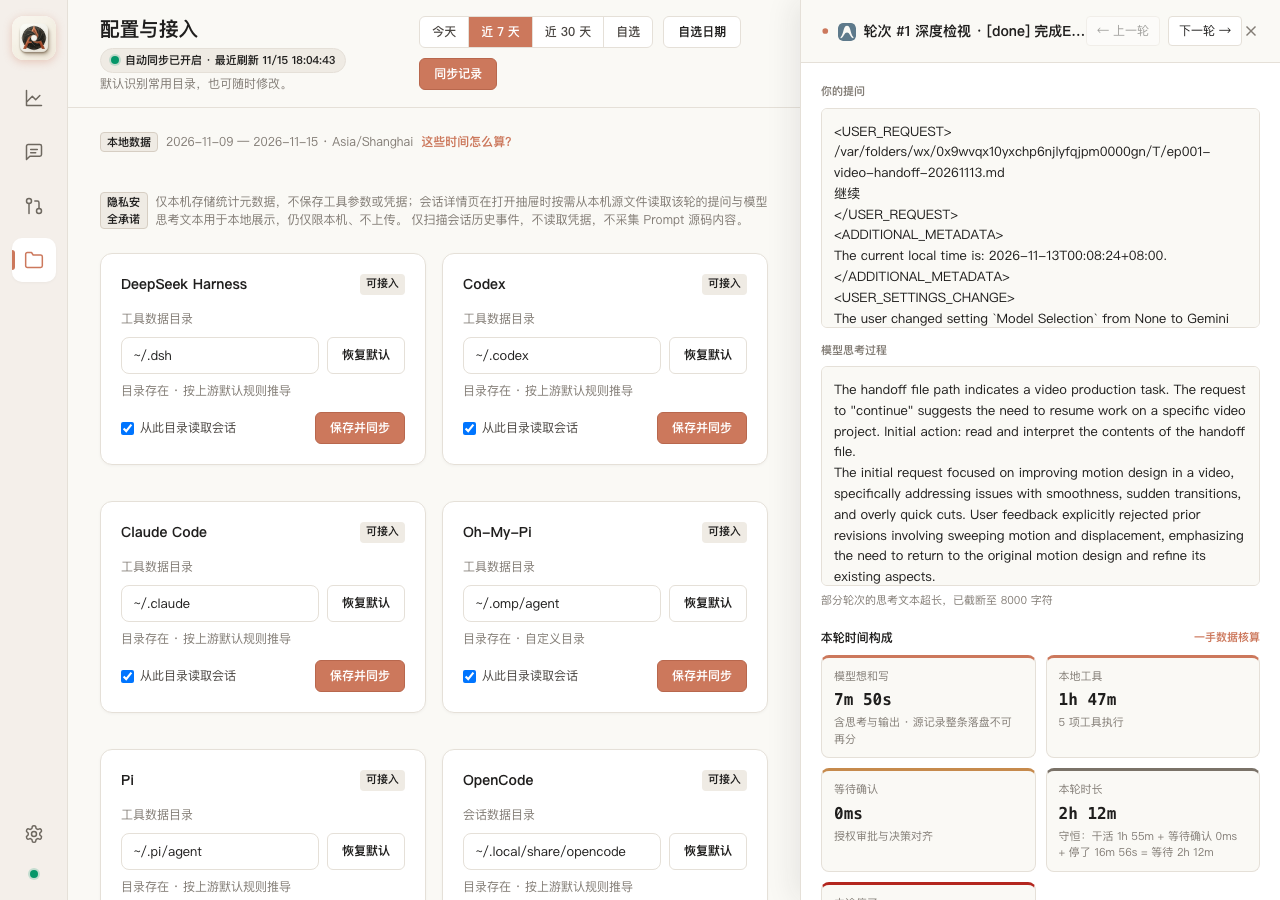 配置与接入
今天
近 7 天
近 30 天
自选
自选日期
自动同步已开启 · 最近刷新 11/15 18:04:43
默认识别常用目录，也可随时修改。
同步记录
本地数据
2026-11-09 — 2026-11-15 · Asia/Shanghai
这些时间怎么算?
隐私安全承诺
仅本机存储统计元数据，不保存工具参数或凭据；会话详情页在打开抽屉时按需从本机源文件读取该轮的提问与模型
思考文本用于本地展示，仍仅限本机、不上传。 仅扫描会话历史事件，不读取凭据，不采集 Prompt 源码内容。
DeepSeek Harness
可接入
工具数据目录
~/.dsh
恢复默认
目录存在 · 按上游默认规则推导
从此目录读取会话
保存并同步
Codex
可接入
工具数据目录
~/.codex
恢复默认
目录存在 · 按上游默认规则推导
从此目录读取会话
保存并同步
Claude Code
可接入
工具数据目录
~/.claude
恢复默认
目录存在 · 按上游默认规则推导
从此目录读取会话
保存并同步
Oh-My-Pi
可接入
工具数据目录
~/.omp/agent
恢复默认
目录存在 · 自定义目录
从此目录读取会话
保存并同步
Pi
可接入
工具数据目录
~/.pi/agent
恢复默认
目录存在 · 按上游默认规则推导
OpenCode
可接入
会话数据目录
~/.local/share/opencode
恢复默认
目录存在 · 按上游默认规则推导
轮次 #1 深度检视 · [done] 完成E...
← 上一轮
下一轮 →
你的提问
<USER_REQUEST>
/var/folders/wx/0x9wvqx10yxchp6njlyfqjpm0000gn/T/ep001-
video-handoff-20261113.md
继续
</USER_REQUEST>
<ADDITIONAL_METADATA>
The current local time is: 2026-11-13T00:08:24+08:00.
</ADDITIONAL_METADATA>
<USER_SETTINGS_CHANGE>
The user changed setting `Model Selection` from None to Gemini
模型思考过程
The handoff file path indicates a video production task. The request
to "continue" suggests the need to resume work on a specific video
project. Initial action: read and interpret the contents of the handoff
file.
The initial request focused on improving motion design in a video,
specifically addressing issues with smoothness, sudden transitions,
and overly quick cuts. User feedback explicitly rejected prior
revisions involving sweeping motion and displacement, emphasizing
the need to return to the original motion design and refine its
existing aspects.
部分轮次的思考文本超长，已截断至 8000 字符
本轮时间构成
一手数据核算
模型想和写
7m 50s
含思考与输出 · 源记录整条落盘不可
再分
本地工具
1h 47m
5 项工具执行
等待确认
0ms
授权审批与决策对齐
本轮时长
2h 12m
守恒：干活 1h 55m + 等待确认 0ms
+ 停了 16m 56s = 等待 2h 12m